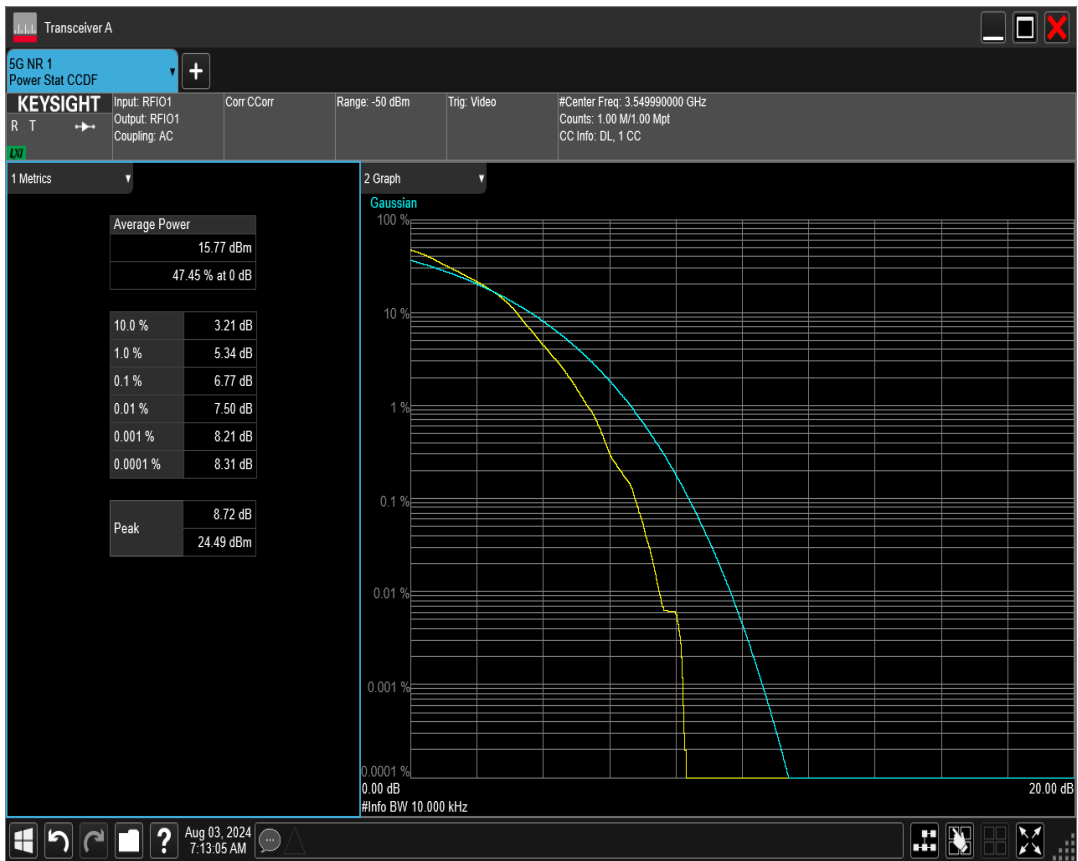 Transceiver A
5G NR 1
Power Stat CCDF
KEYSIGHT
R T
LXI
Input: RFIO1
Output: RFIO1
Coupling: AC
Corr CCorr
Range: -50 dBm
Trig: Video
#Center Freq: 3.549990000 GHz
Counts: 1.00 M/1.00 Mpt
CC Info: DL, 1 CC
1 Metrics
Average Power
15.77 dBm
47.45 % at 0 dB
10.0 % 3.21 dB
1.0 % 5.34 dB
0.1 % 6.77 dB
0.01 % 7.50 dB
0.001 % 8.21 dB
0.0001 % 8.31 dB
Peak 8.72 dB
24.49 dBm
2 Graph
Gaussian
100 %
10 %
1 %
0.1 %
0.01 %
0.001 %
0.0001 %
0.00 dB 20.00 dB
#Info BW 10.000 kHz
Aug 03, 2024
7:13:05 AM